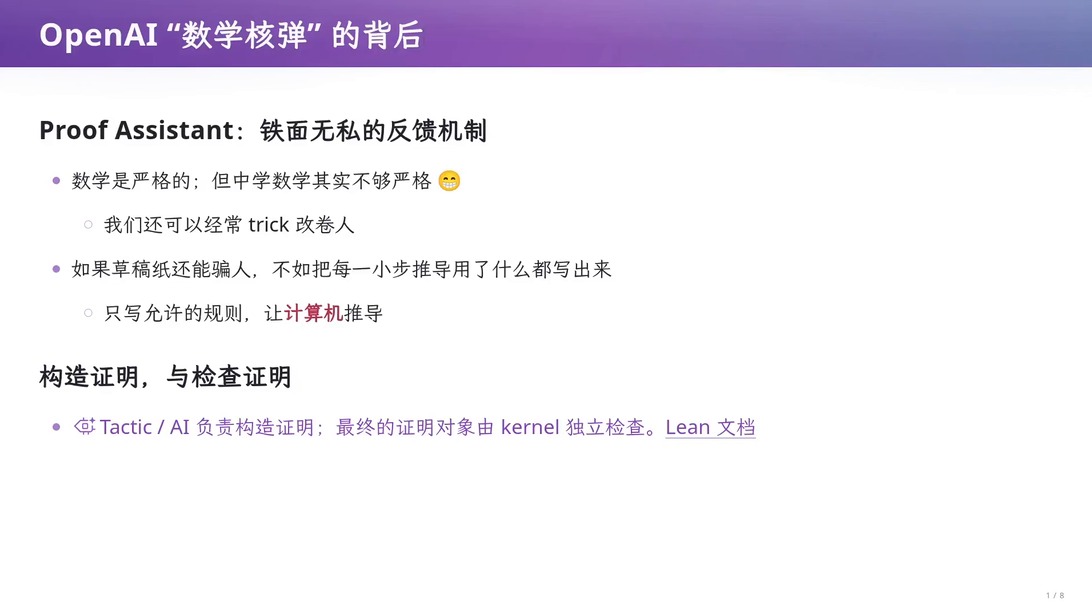 OpenAI “数学核弹” 的背后
Proof Assistant：铁面无私的反馈机制
数学是严格的；但中学数学其实不够严格 😁
我们还可以经常 trick 改卷人
如果草稿纸还能骗人，不如把每一小步推导用了什么都写出来
只写允许的规则，让计算机推导
构造证明，与检查证明
Tactic / AI 负责构造证明；最终的证明对象由 kernel 独立检查。Lean 文档
1 / 8